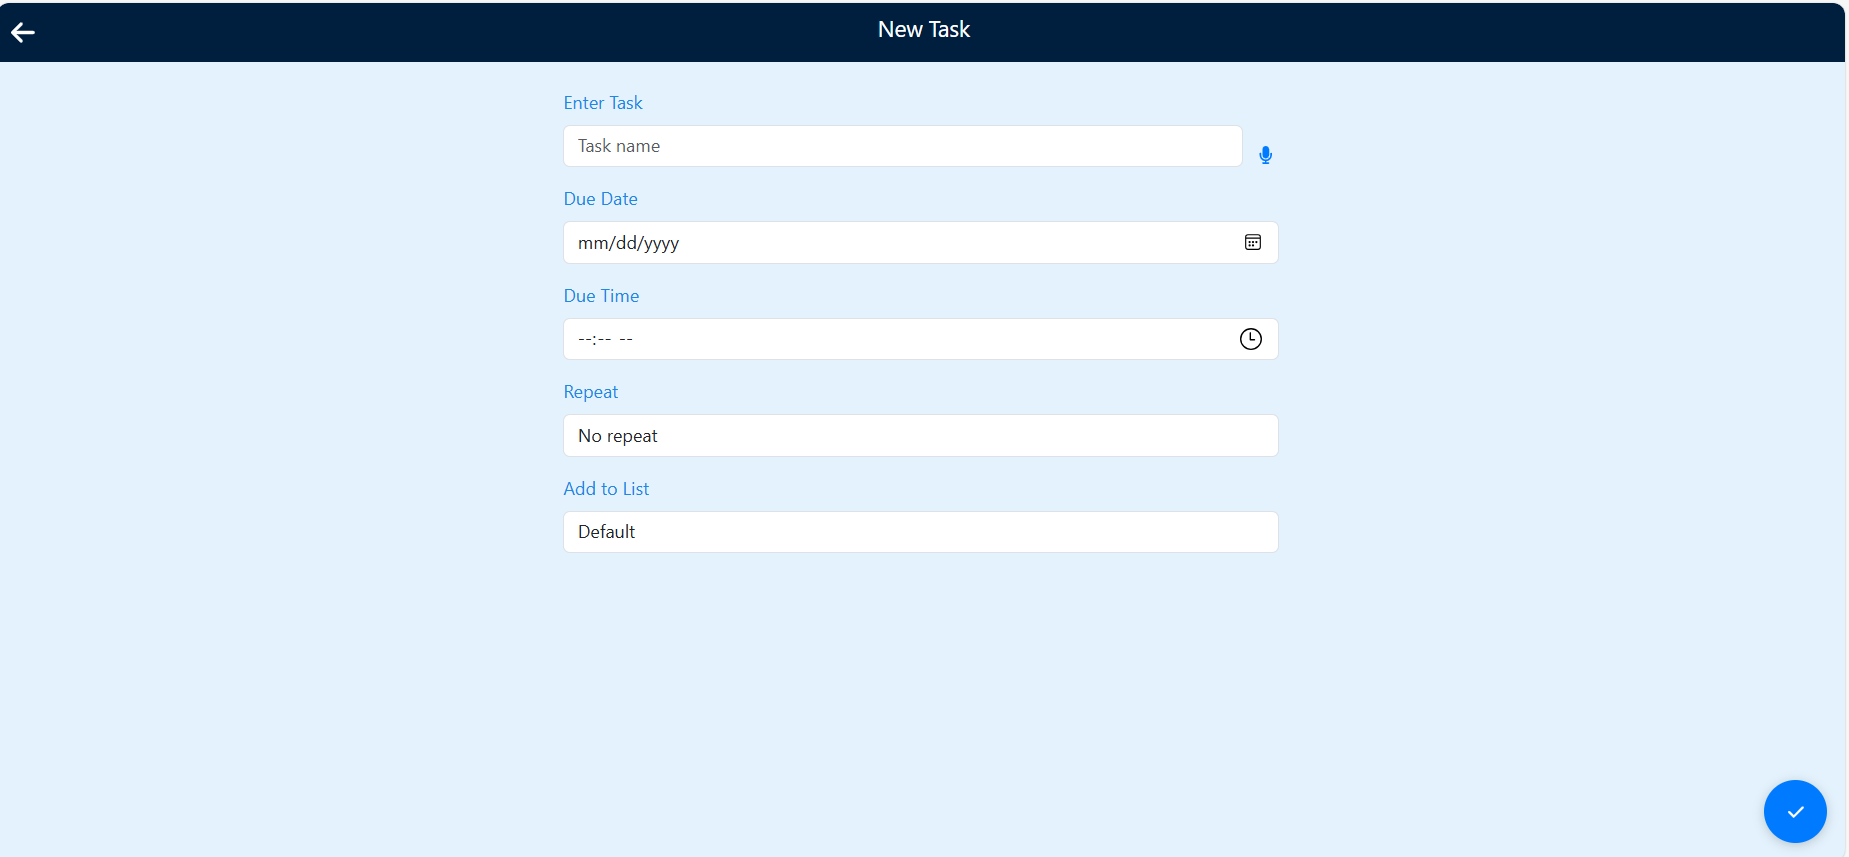 New Task
Enter Task
Task name
Due Date
mm/dd/yyyy
Due Time
--:-- --
Repeat
No repeat
Add to List
Default